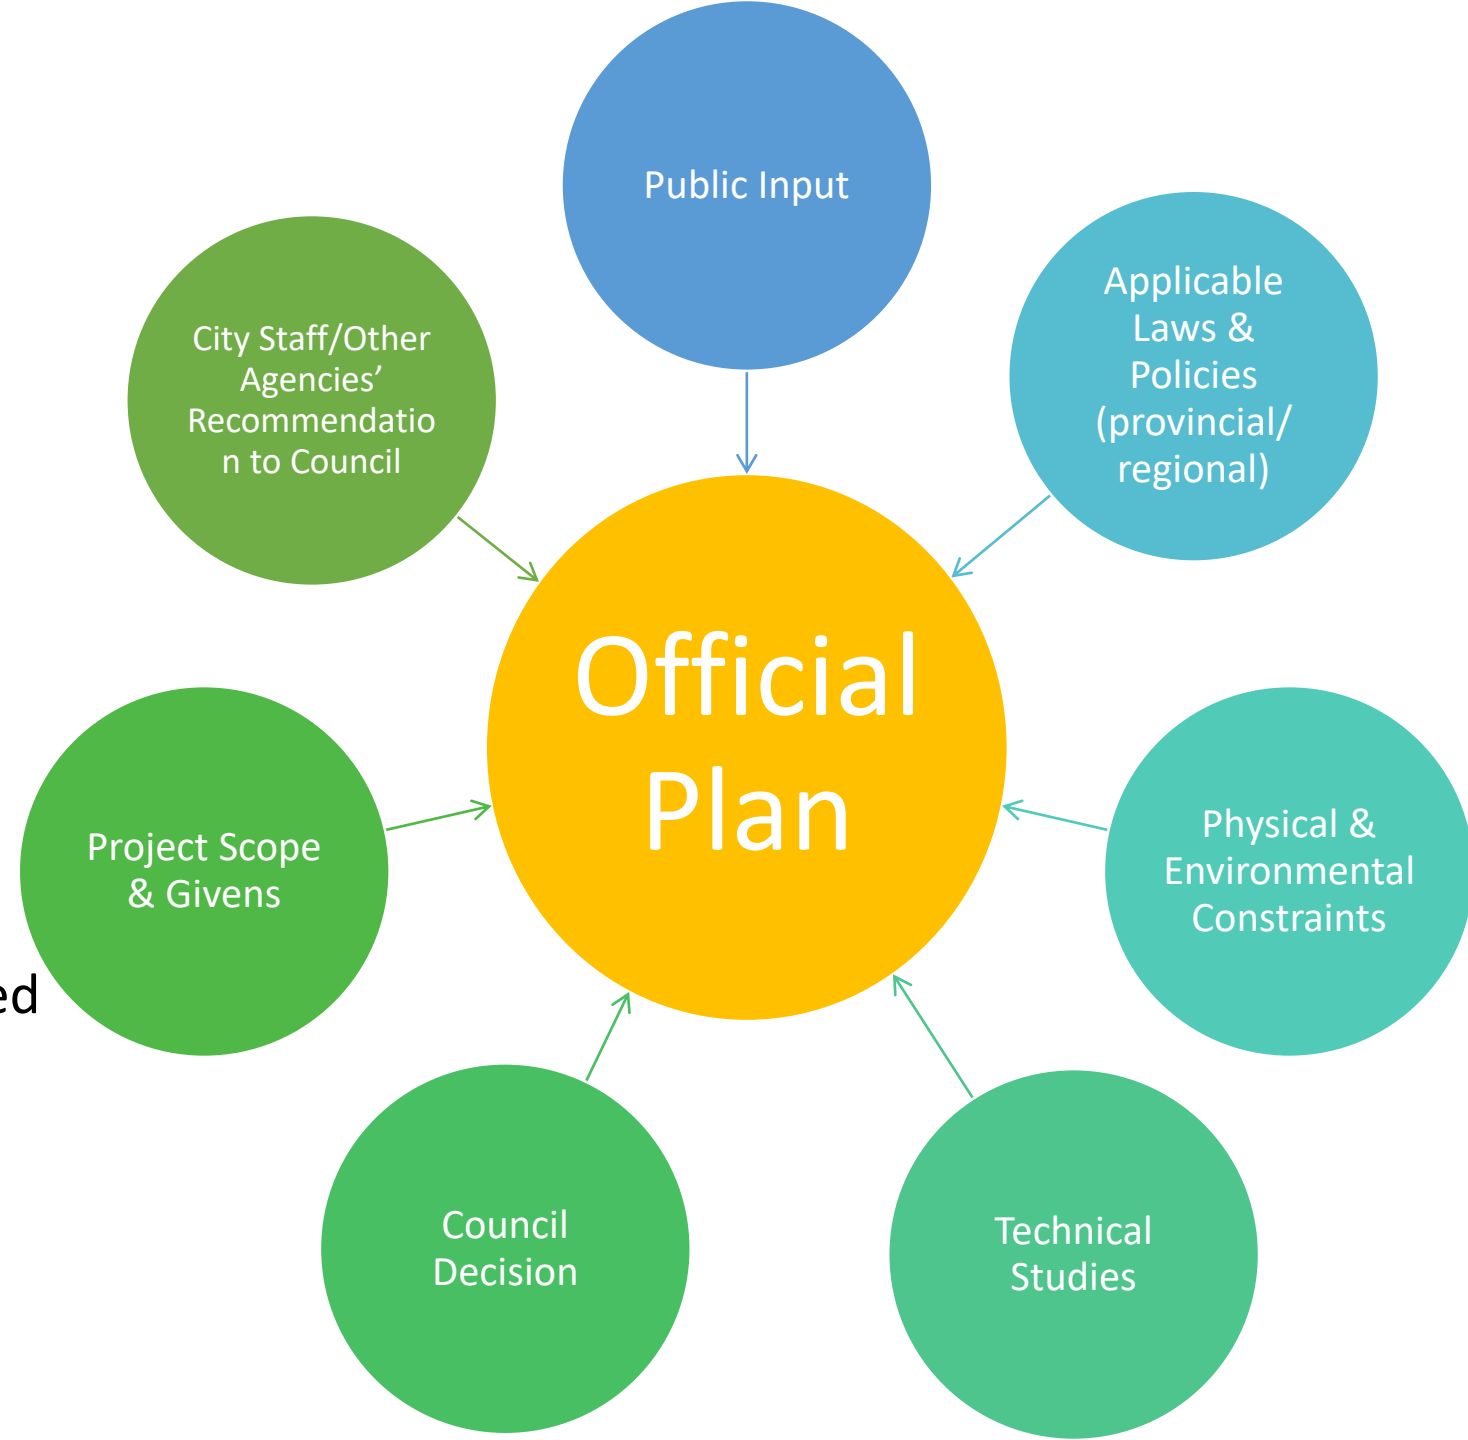 Public Input
Applicable
Laws &
Policies
(provincial/
regional)
City Staff/Other
Agencies’
Recommendatio
n to Council
Official
Plan
Project Scope
& Givens
Physical &
Environmental
Constraints
ed
Council
Decision
Technical
Studies